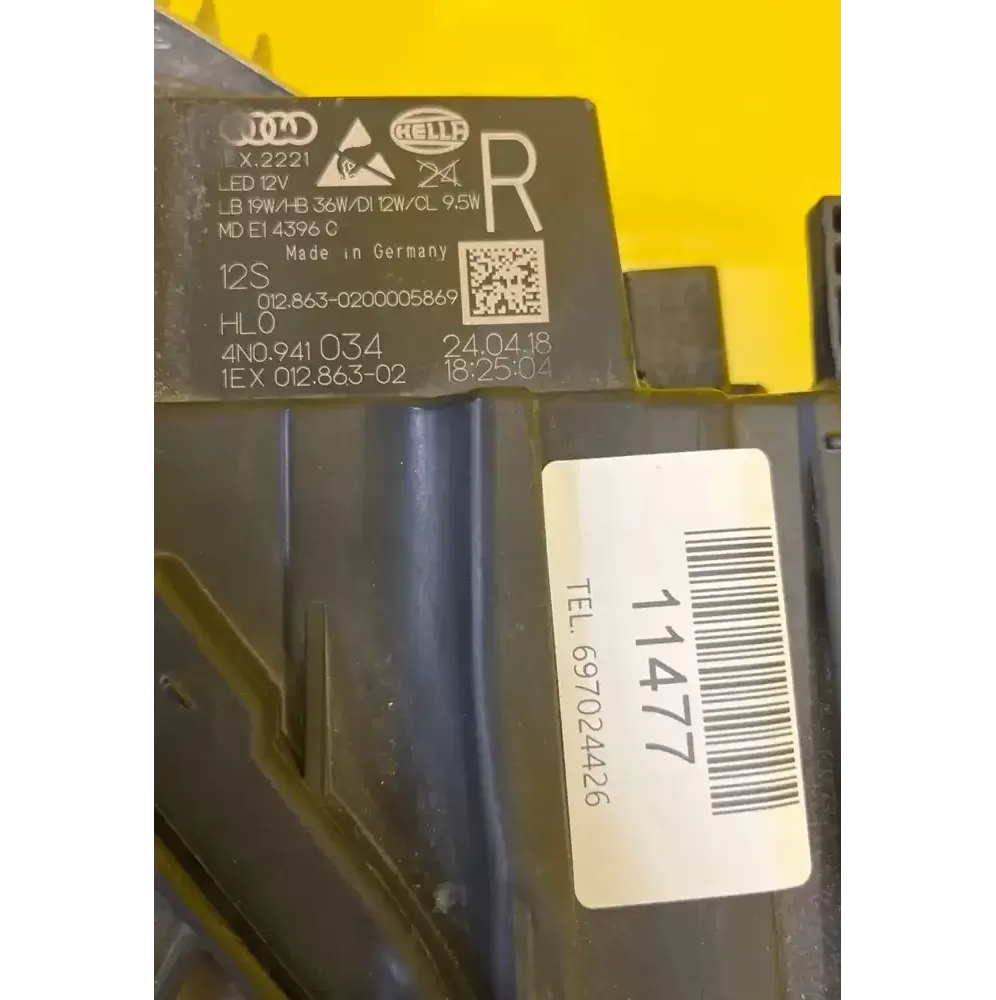 HELLA
1EX.2221
24
R
LED 12V
LB 19W/HB 36W/DI 12W/CL 9.5W
MD E1 4396 C
Made in Germany
12S
012.863-0200005869
HL0
4N0.941 034 24.04.18
1EX 012.863-02 18:25:04
11477
TEL. 697024426